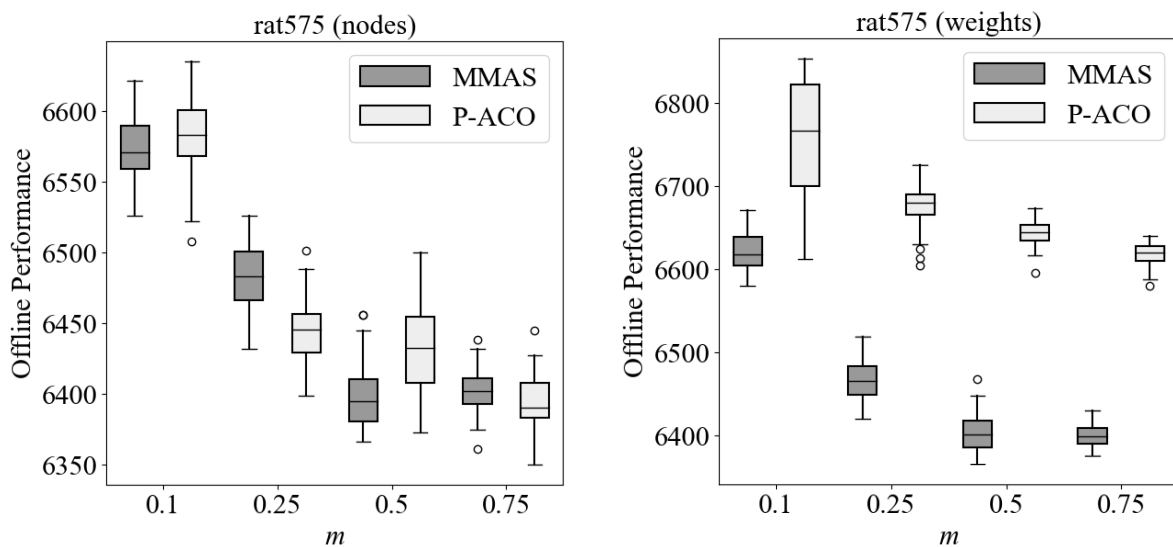 rat575 (nodes)
MMAS
P-ACO
Offline Performance
6600
6550
6500
6450
6400
6350
0.1 0.25 0.5 0.75
m
rat575 (weights)
MMAS
P-ACO
Offline Performance
6800
6700
6600
6500
6400
0.1 0.25 0.5 0.75
m